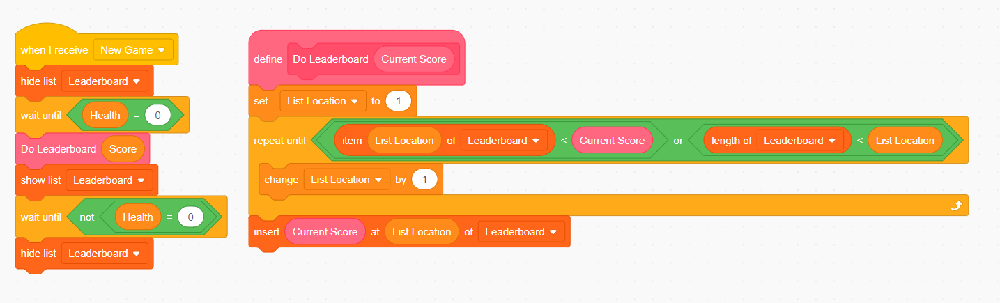 when I receive New Game
hide list Leaderboard
wait until Health = 0
Do Leaderboard Score
show list Leaderboard
wait until not Health = 0
hide list Leaderboard
define Do Leaderboard Current Score
set List Location to 1
repeat until item List Location of Leaderboard < Current Score or length of Leaderboard < List Location
change List Location by 1
insert Current Score at List Location of Leaderboard